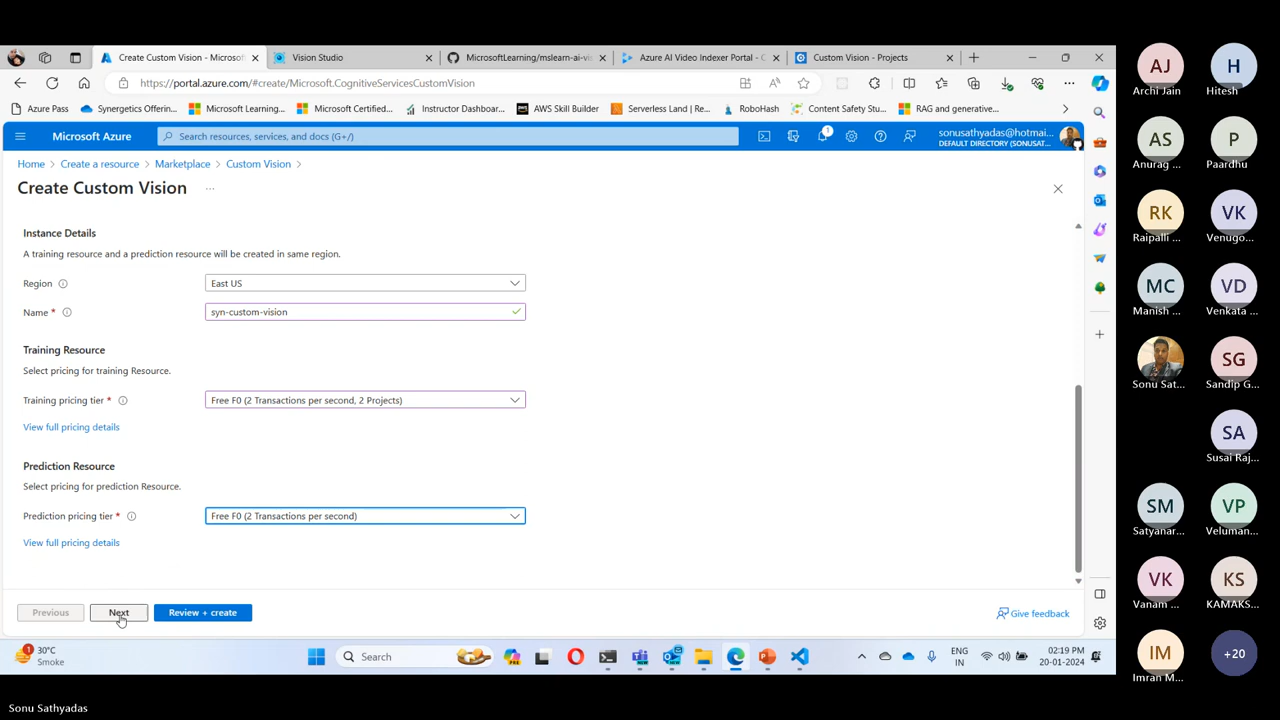 Create Custom Vision - Microsof
Vision Studio
MicrosoftLearning/mslearn-ai-vis
Azure AI Video Indexer Portal - C
Custom Vision - Projects
https://portal.azure.com/#create/Microsoft.CognitiveServicesCustomVision
Azure Pass
Synergetics Offerin...
Microsoft Learning...
Microsoft Certified...
Instructor Dashboar...
AWS Skill Builder
Serverless Land | Re...
RoboHash
Content Safety Stu...
RAG and generative...
Microsoft Azure
Search resources, services, and docs (G+/)
1
sonusathyadas@hotmai...
DEFAULT DIRECTORY (SONUSAT...
Home
Create a resource
Marketplace
Custom Vision
Create Custom Vision
...
Instance Details
A training resource and a prediction resource will be created in same region.
Region
East US
Name *
syn-custom-vision
Training Resource
Select pricing for training Resource.
Training pricing tier *
Free F0 (2 Transactions per second, 2 Projects)
View full pricing details
Prediction Resource
Select pricing for prediction Resource.
Prediction pricing tier *
Free F0 (2 Transactions per second)
View full pricing details
Previous
Next
Review + create
Give feedback
1
30°C
Smoke
Search
ENG
IN
02:19 PM
20-01-2024
AJ
Archi Jain
H
Hitesh
AS
Anurag ...
P
Paardhu
RK
Raipalli ...
VK
Venugo...
MC
Manish ...
VD
Venkata ...
Sonu Sat...
SG
Sandip G...
SA
Susai Raj...
SM
Satyanar...
VP
Veluman...
VK
Vanam ...
KS
KAMAKS...
IM
Imran M...
+20
Sonu Sathyadas